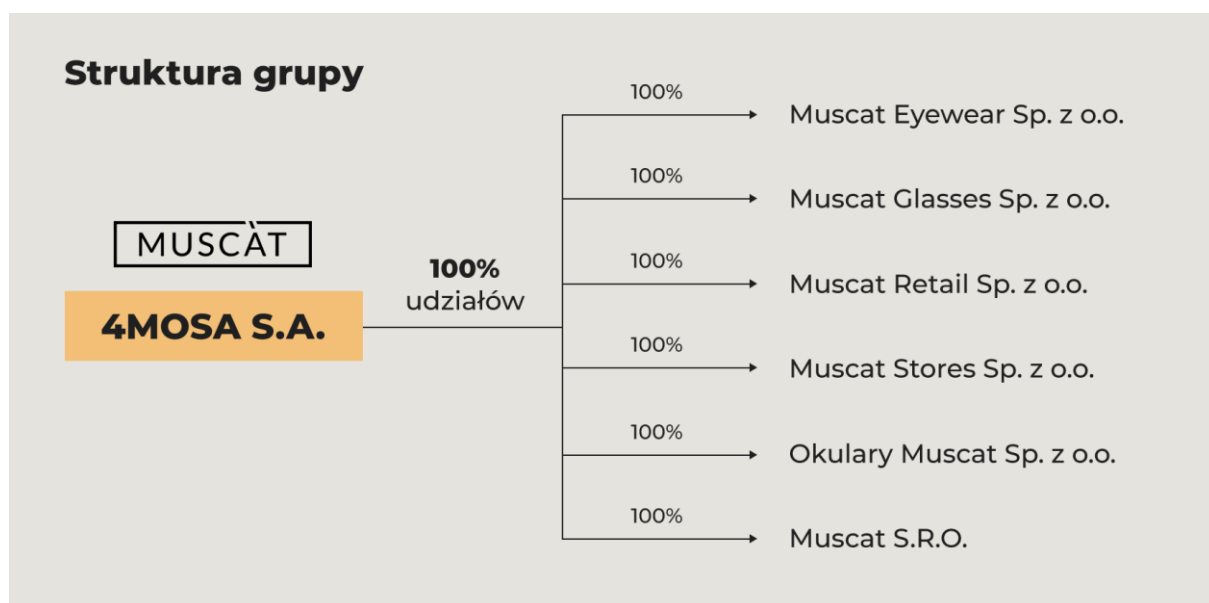 Struktura grupy
MUSCÀT
4MOSA S.A.
100%
udziałów
100%
Muscat Eyewear Sp. z o.o.
100%
Muscat Glasses Sp. z o.o.
100%
Muscat Retail Sp. z o.o.
100%
Muscat Stores Sp. z o.o.
100%
Okulary Muscat Sp. z o.o.
100%
Muscat S.R.O.